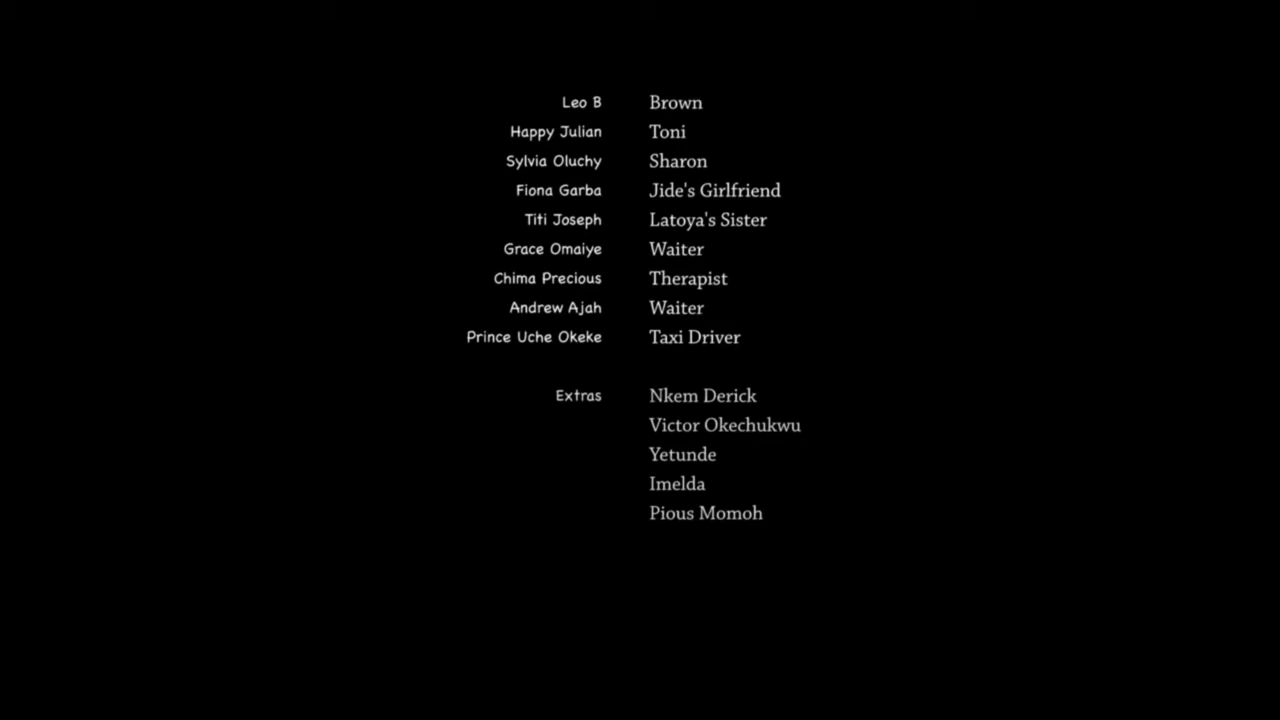 Leo B Brown
Happy Julian Toni
Sylvia Oluchy Sharon
Fiona Garba Jide's Girlfriend
Titi Joseph Latoya's Sister
Grace Omaiye Waiter
Chima Precious Therapist
Andrew Ajah Waiter
Prince Uche Okeke Taxi Driver
Extras Nkem Derick
Victor Okechukwu
Yetunde
Imelda
Pious Momoh